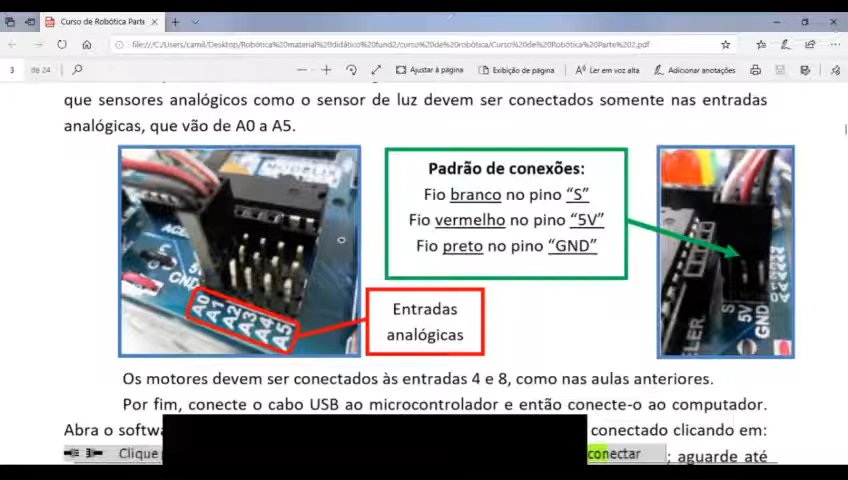 Curso de Robótica Parte
file:///C:/Users/camil/Desktop/Robótica%20material%20didático%20fund2/curso%20de%20robótica/Curso%20de%20Robótica%20Parte%202.pdf
3 de 24
Ajustar à página
Exibição de página
Ler em voz alta
Adicionar anotações
que sensores analógicos como o sensor de luz devem ser conectados somente nas entradas
analógicas, que vão de A0 a A5.
MODELIX
5V
GND
A0
A1
A2
A3
A4
A5
Padrão de conexões:
Fio branco no pino “S”
Fio vermelho no pino “5V”
Fio preto no pino “GND”
Entradas
analógicas
S
5V
GND
Os motores devem ser conectados às entradas 4 e 8, como nas aulas anteriores.
Por fim, conecte o cabo USB ao microcontrolador e então conecte-o ao computador.
Abra o softw conectado clicando em:
Clique conectar ; aguarde até